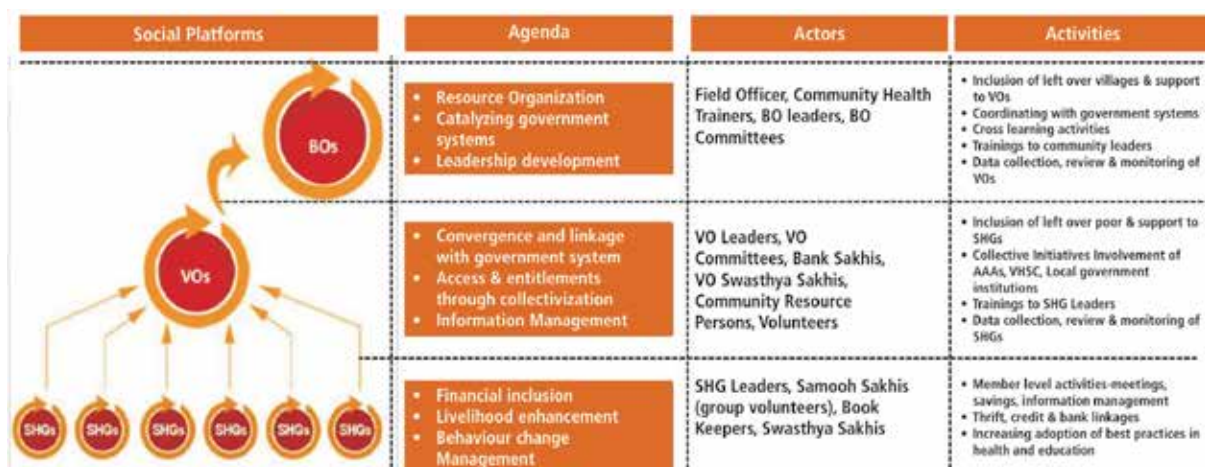 Social Platforms
Agenda
Actors
Activities
BOs
• Resource Organization
• Catalyzing government
systems
• Leadership development
Field Officer, Community Health
Trainers, BO leaders, BO
Committees
• Inclusion of left over villages & support
to VOs
• Coordinating with government systems
• Cross learning activities
• Trainings to community leaders
• Data collection, review & monitoring of
VOs
VOs
• Convergence and linkage
with government system
• Access & entitlements
through collectivization
• Information Management
VO Leaders, VO
Committees, Bank Sakhis,
VO Swasthya Sakhis,
Community Resource
Persons, Volunteers
• Inclusion of left over poor & support to
SHGs
• Collective Initiatives Involvement of
AAAs, VHSC, Local government
institutions
• Trainings to SHG Leaders
• Data collection, review & monitoring of
SHGs
SHGs SHGs SHGs SHGs SHGs SHGs
• Financial inclusion
• Livelihood enhancement
• Behaviour change
Management
SHG Leaders, Samooh Sakhis
(group volunteers), Book
Keepers, Swasthya Sakhis
• Member level activities-meetings,
savings, information management
• Thrift, credit & bank linkages
• Increasing adoption of best practices in
health and education